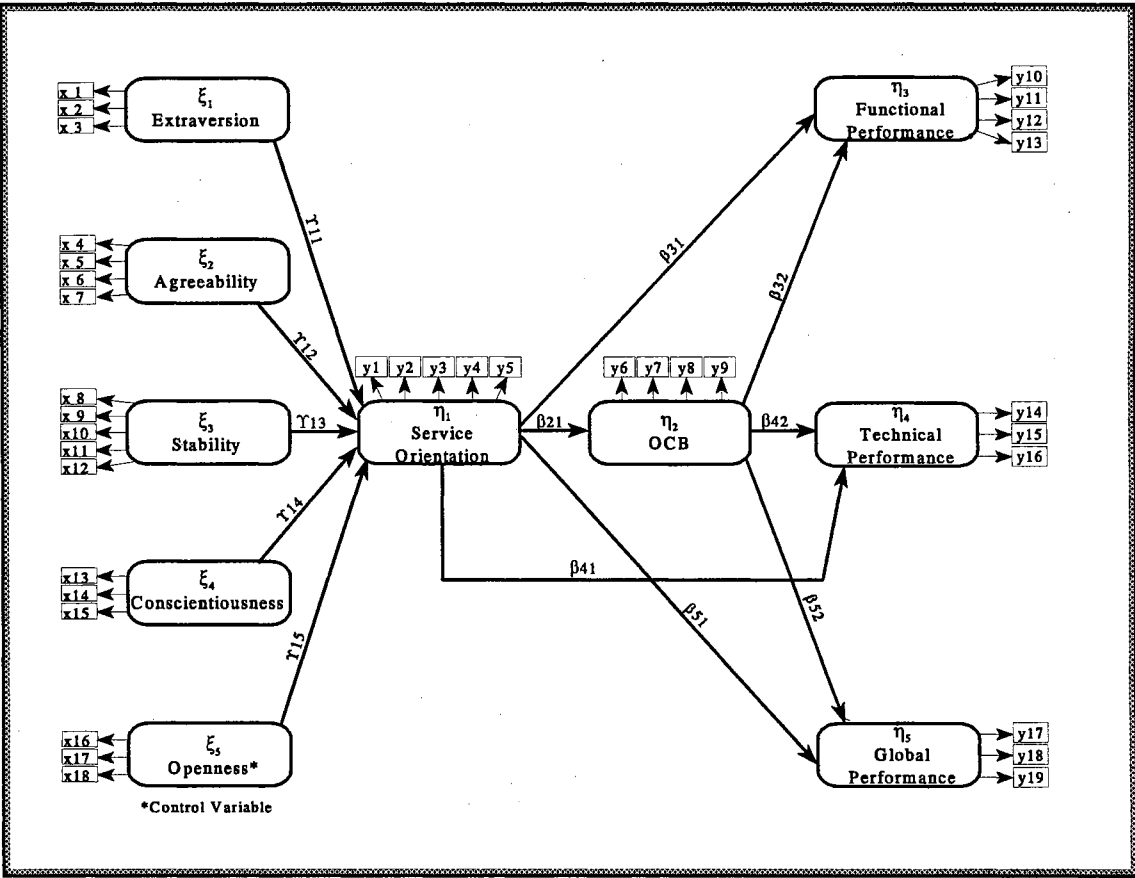 x 1
x 2
x 3
ξ1
Extraversion
η3
Functional
Performance
y10
y11
y12
y13
ϒ11
x 4
x 5
x 6
x 7
ξ2
Agreeability
ϒ12
β31
β32
x 8
x 9
x10
x11
x12
ξ3
Stability
ϒ13
y1 y2 y3 y4 y5
η1
Service
Orientation
β21
y6 y7 y8 y9
η2
OCB
β42
η4
Technical
Performance
y14
y15
y16
ϒ14
β41
x13
x14
x15
ξ4
Conscientiousness
β51
β52
ϒ15
x16
x17
x18
ξ5
Openness*
*Control Variable
η5
Global
Performance
y17
y18
y19